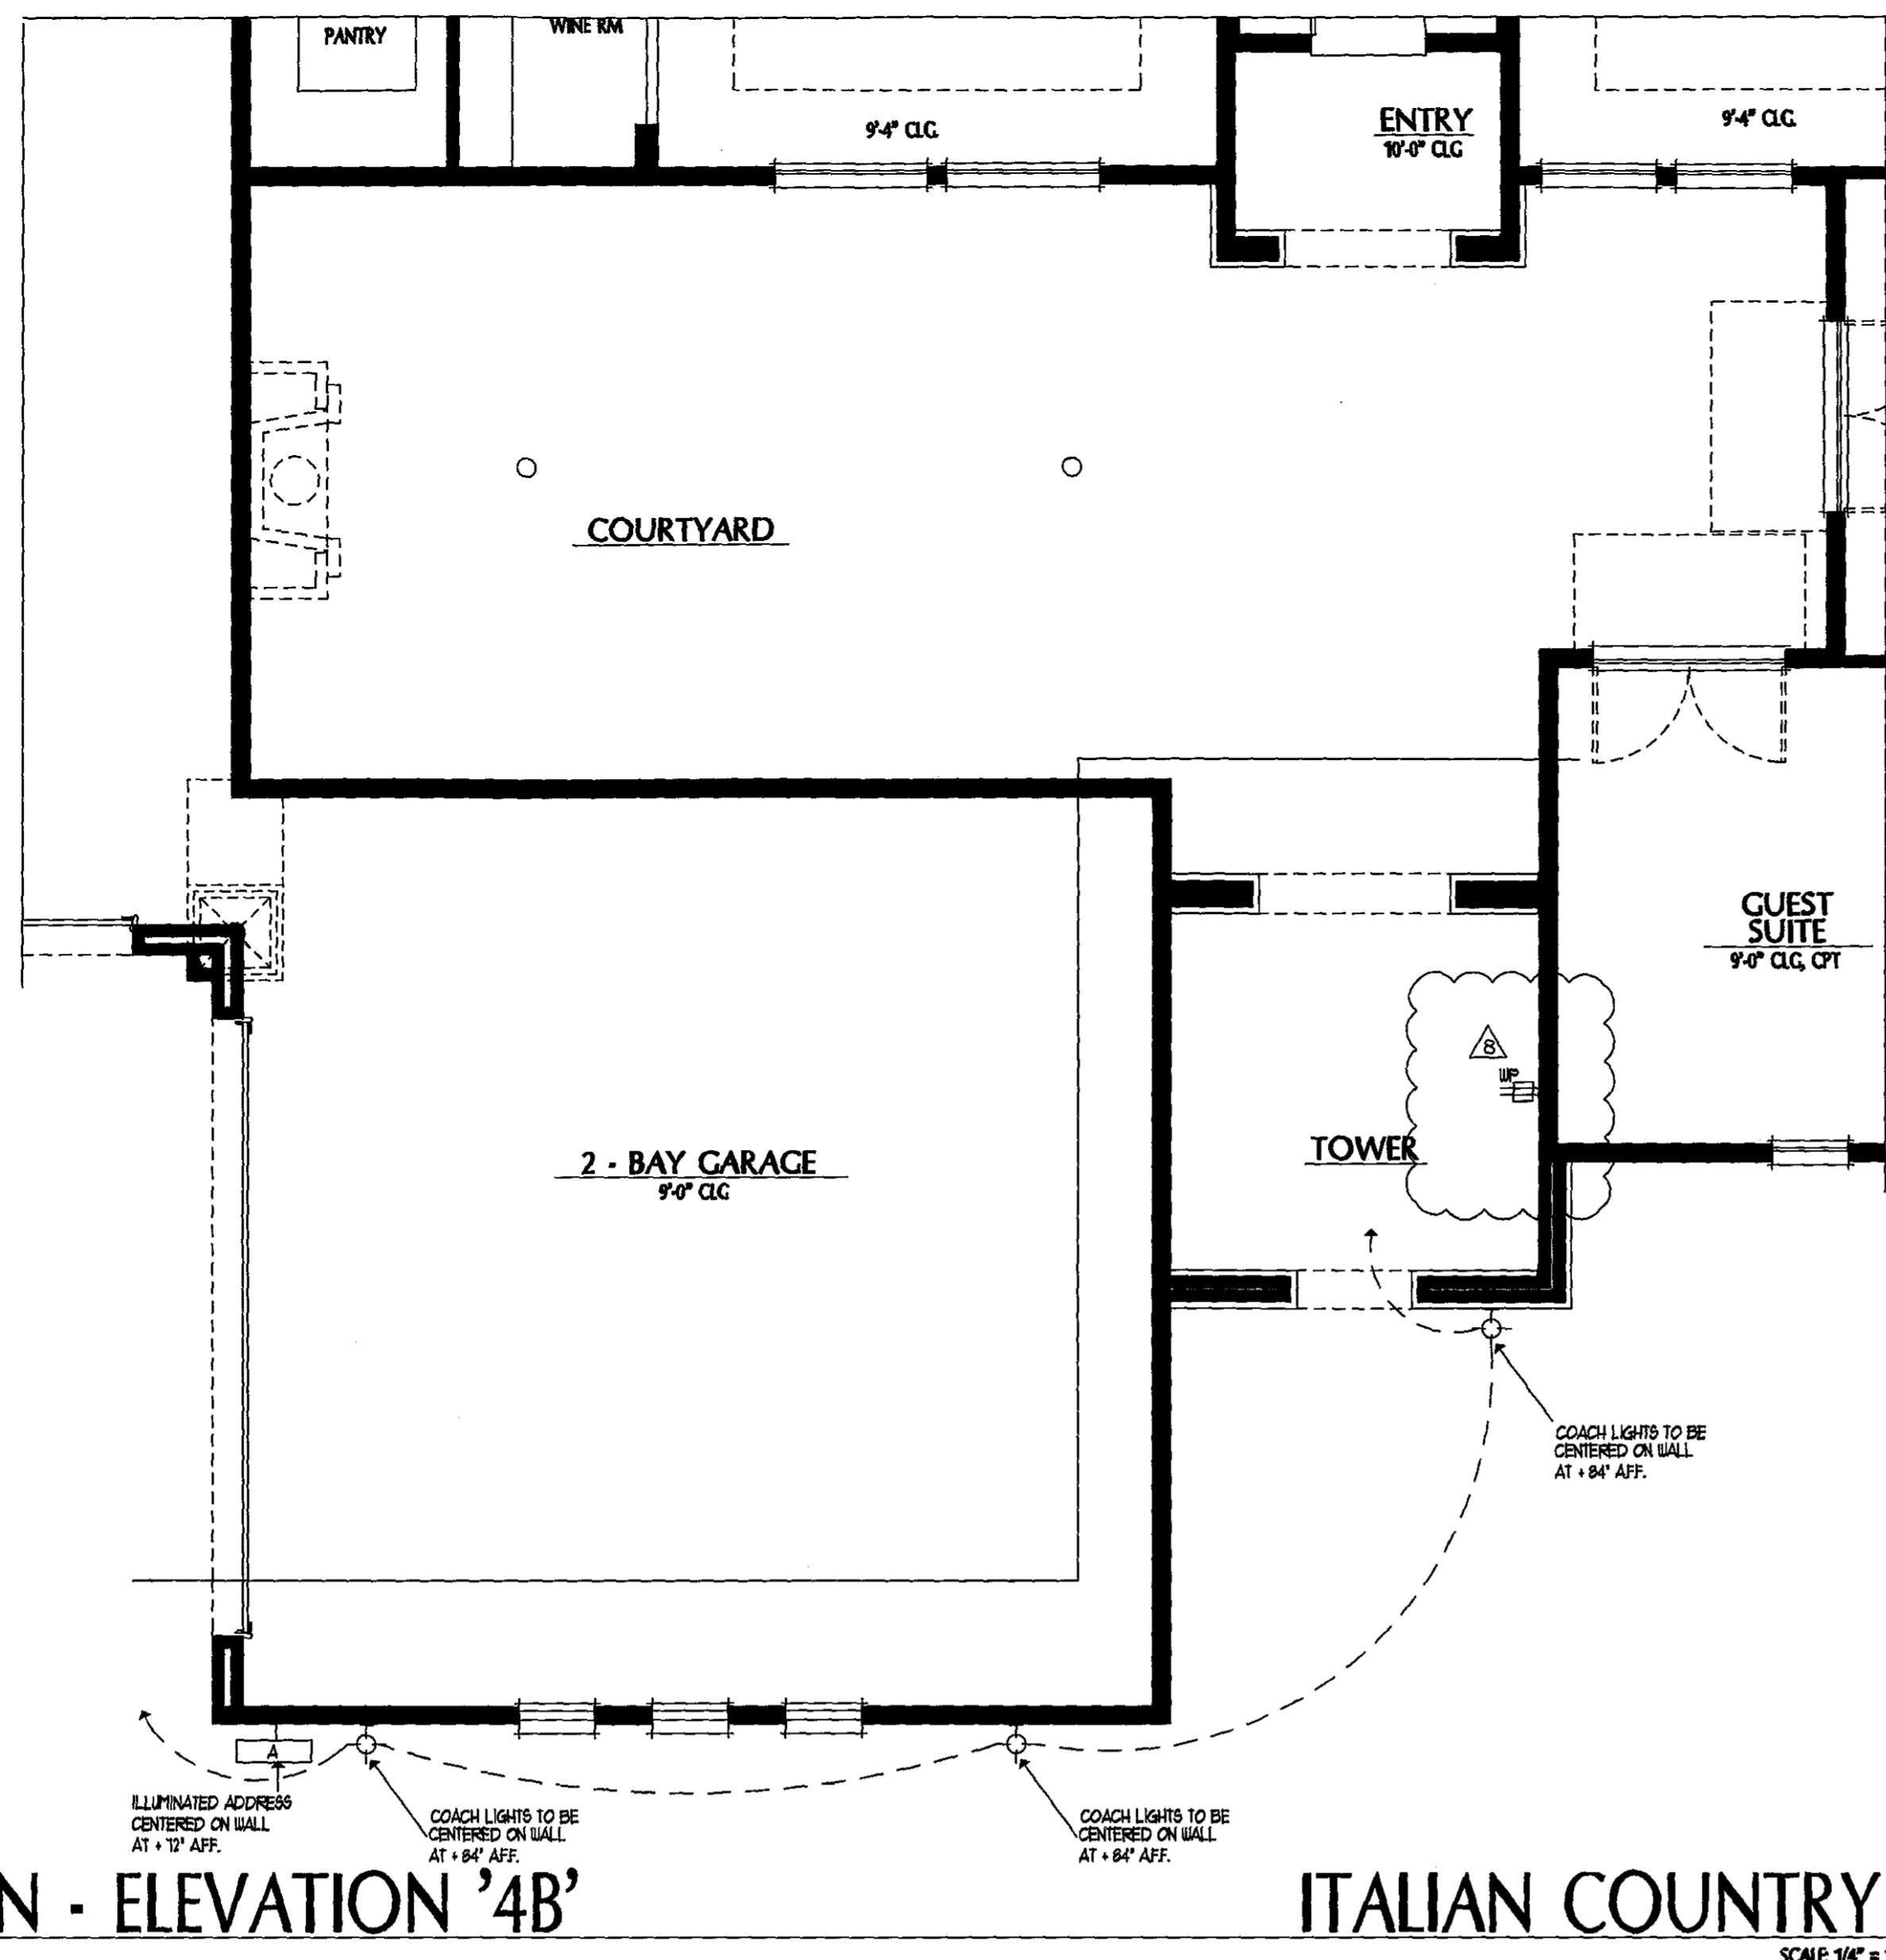 PANTRY
WINE RM
9'-4" CLG.
ENTRY
10'-0" CLG
9'-4" CLG.
COURTYARD
GUEST
SUITE
9'-0" CLG, CPT
8
WP
TOWER
2 - BAY GARAGE
9'-0" CLG
COACH LIGHTS TO BE
CENTERED ON WALL
AT + 84" AFF.
A
ILLUMINATED ADDRESS
CENTERED ON WALL
AT + 72" AFF.
COACH LIGHTS TO BE
CENTERED ON WALL
AT + 84" AFF.
COACH LIGHTS TO BE
CENTERED ON WALL
AT + 84" AFF.
N - ELEVATION '4B'
ITALIAN COUNTRY
SCALE: 1/4" =